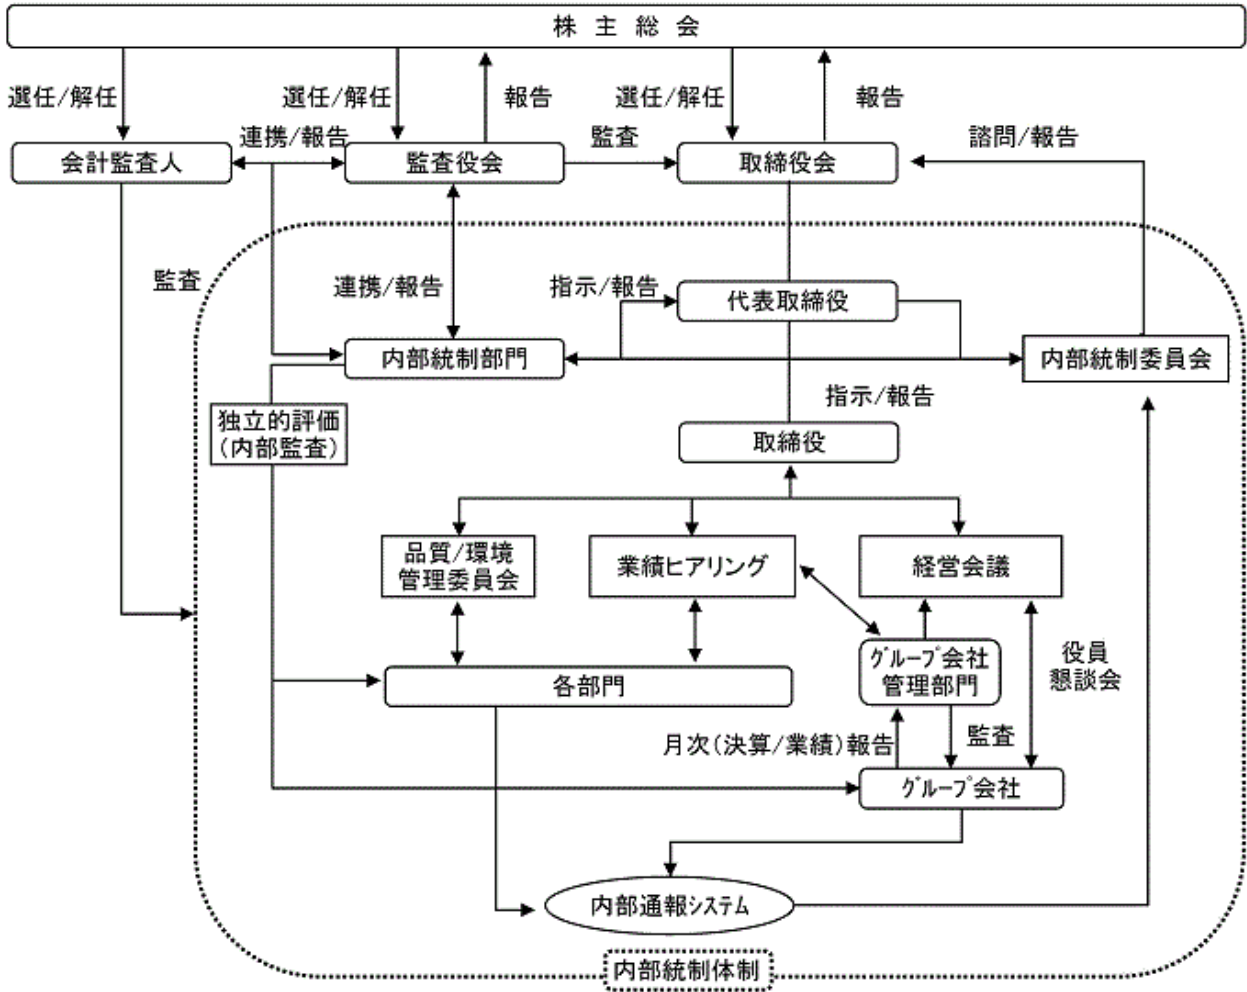 株主総会
選任/解任
選任/解任
報告
選任/解任
報告
連携/報告
監査
諮問/報告
会計監査人
監査役会
取締役会
監査
連携/報告
指示/報告
代表取締役
内部統制部門
内部統制委員会
指示/報告
独立的評価
(内部監査)
取締役
品質/環境
管理委員会
業績ヒアリング
経営会議
グループ会社
管理部門
役員
懇談会
各部門
月次(決算/業績)報告
監査
グループ会社
内部通報システム
内部統制体制